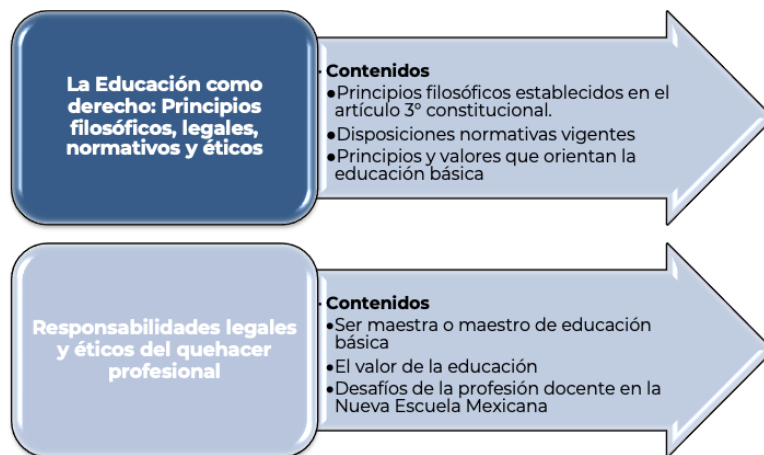 La Educación como
derecho: Principios
filosóficos, legales,
normativos y éticos
Contenidos
•Principios filosóficos establecidos en el
artículo 3º constitucional.
•Disposiciones normativas vigentes
•Principios y valores que orientan la
educación básica
Responsabilidades legales
y éticos del quehacer
profesional
Contenidos
•Ser maestra o maestro de educación
básica
•El valor de la educación
•Desafíos de la profesión docente en la
Nueva Escuela Mexicana